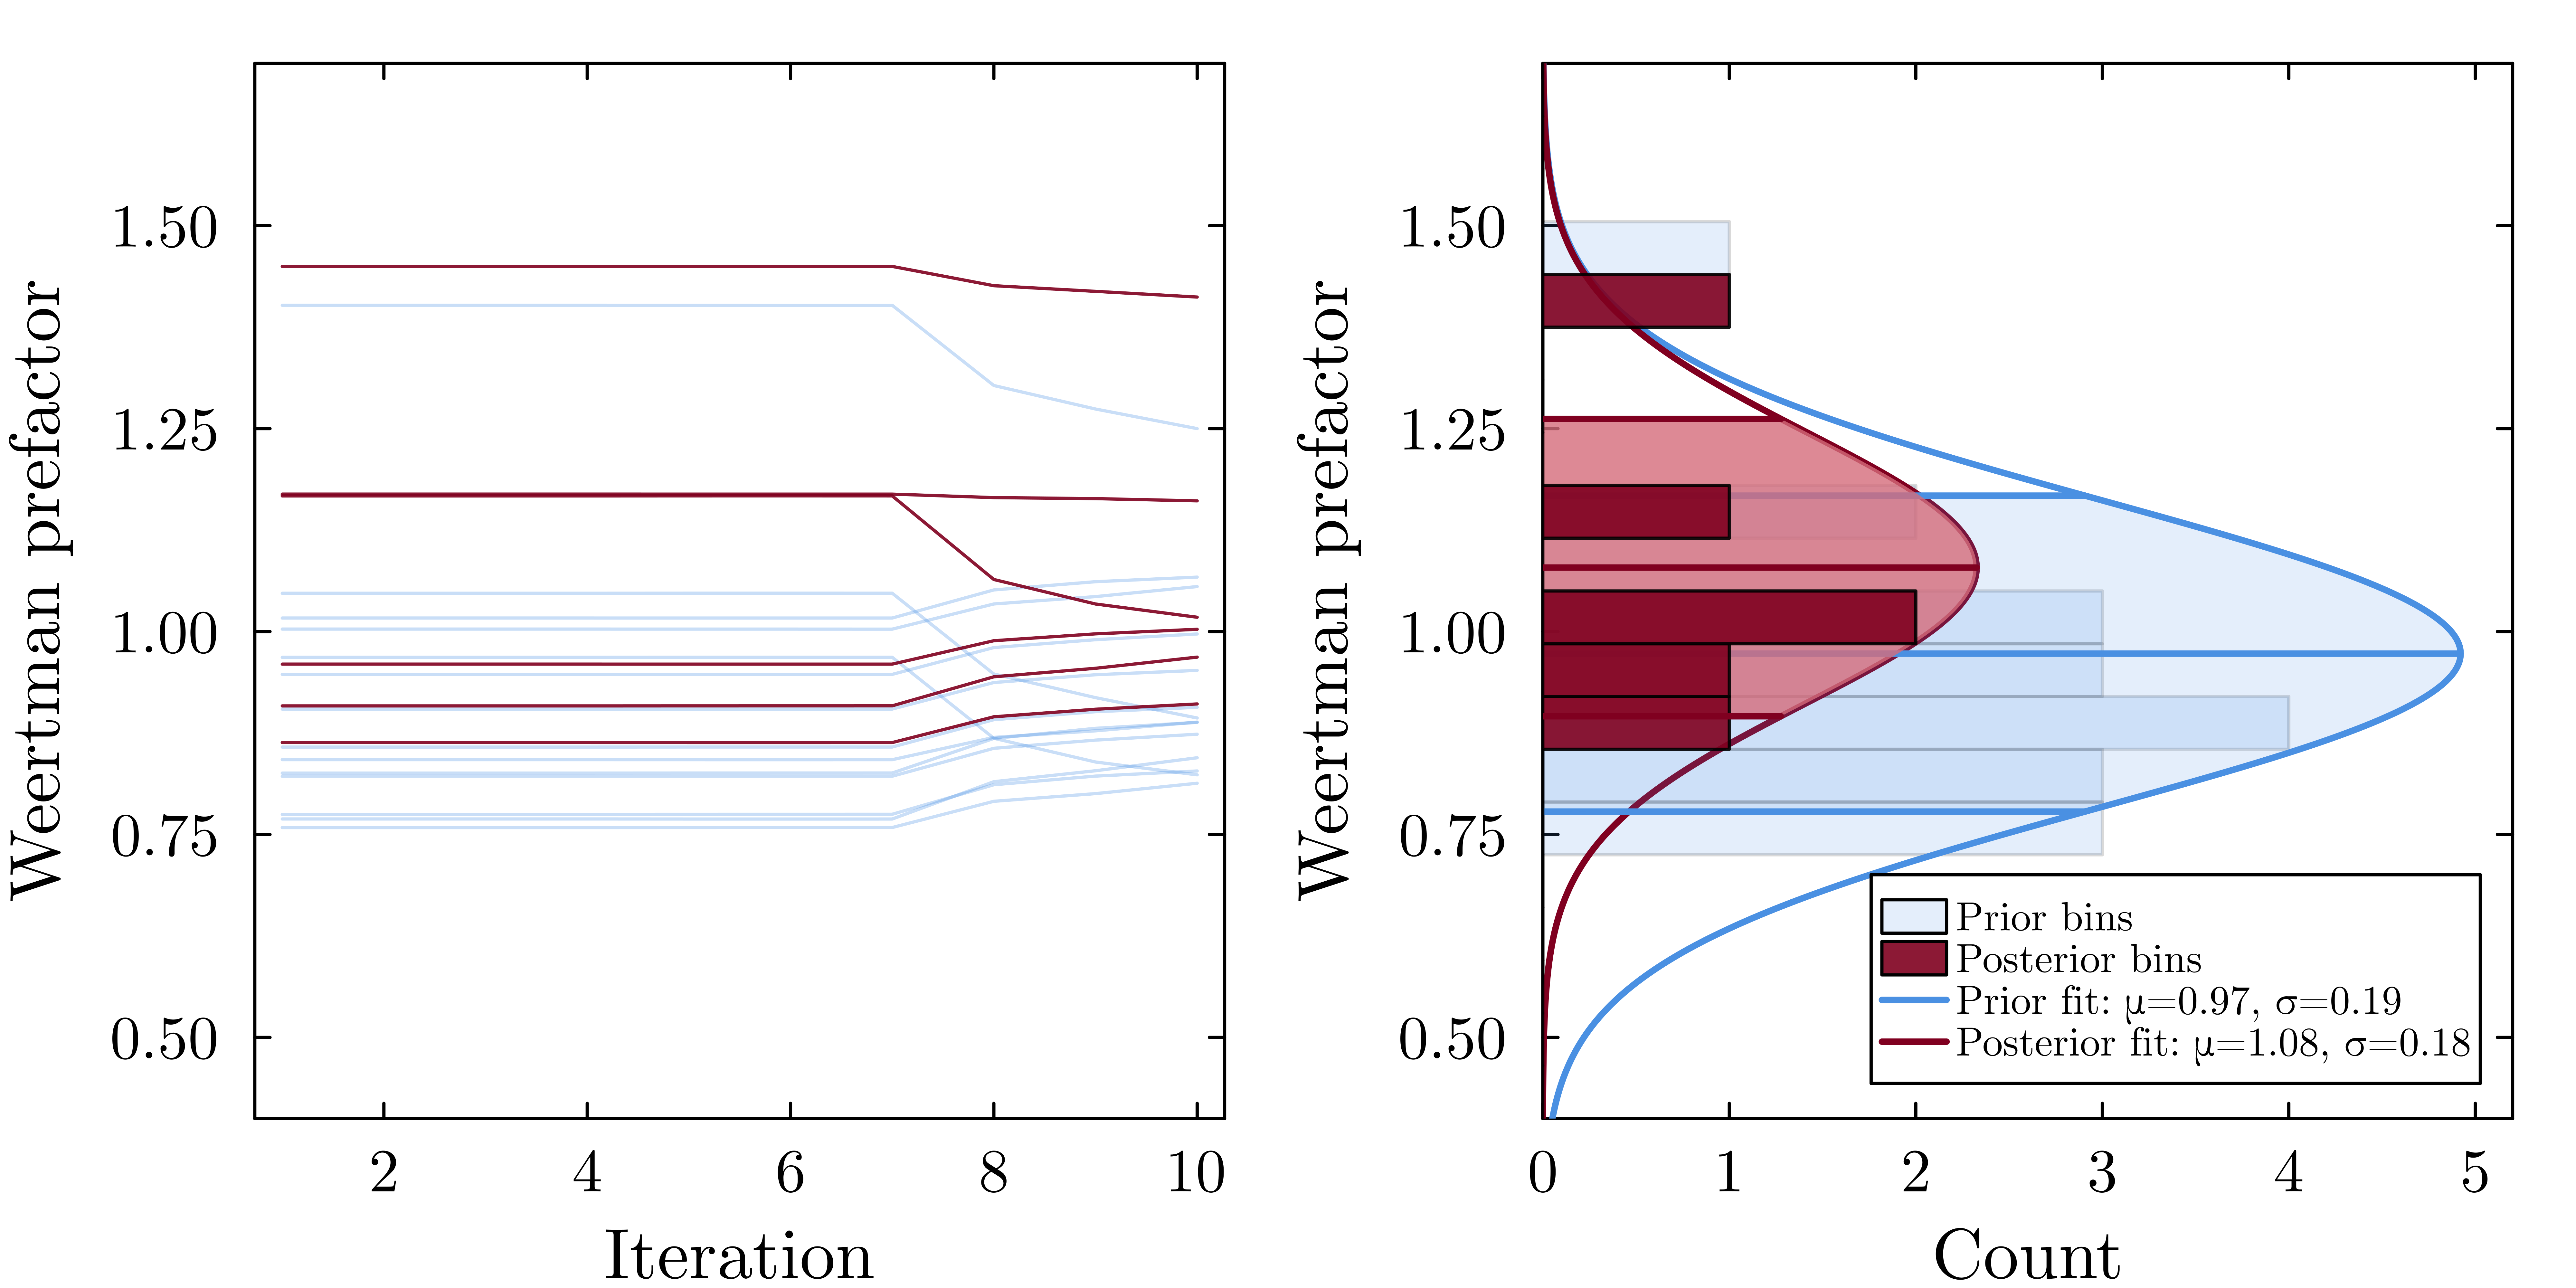 Weertman prefactor
1.50
1.25
1.00
0.75
0.50
2 4 6 8 10
Iteration
Weertman prefactor
1.50
1.25
1.00
0.75
0.50
0 1 2 3 4 5
Count
Prior bins
Posterior bins
Prior fit: μ=0.97, σ=0.19
Posterior fit: μ=1.08, σ=0.18